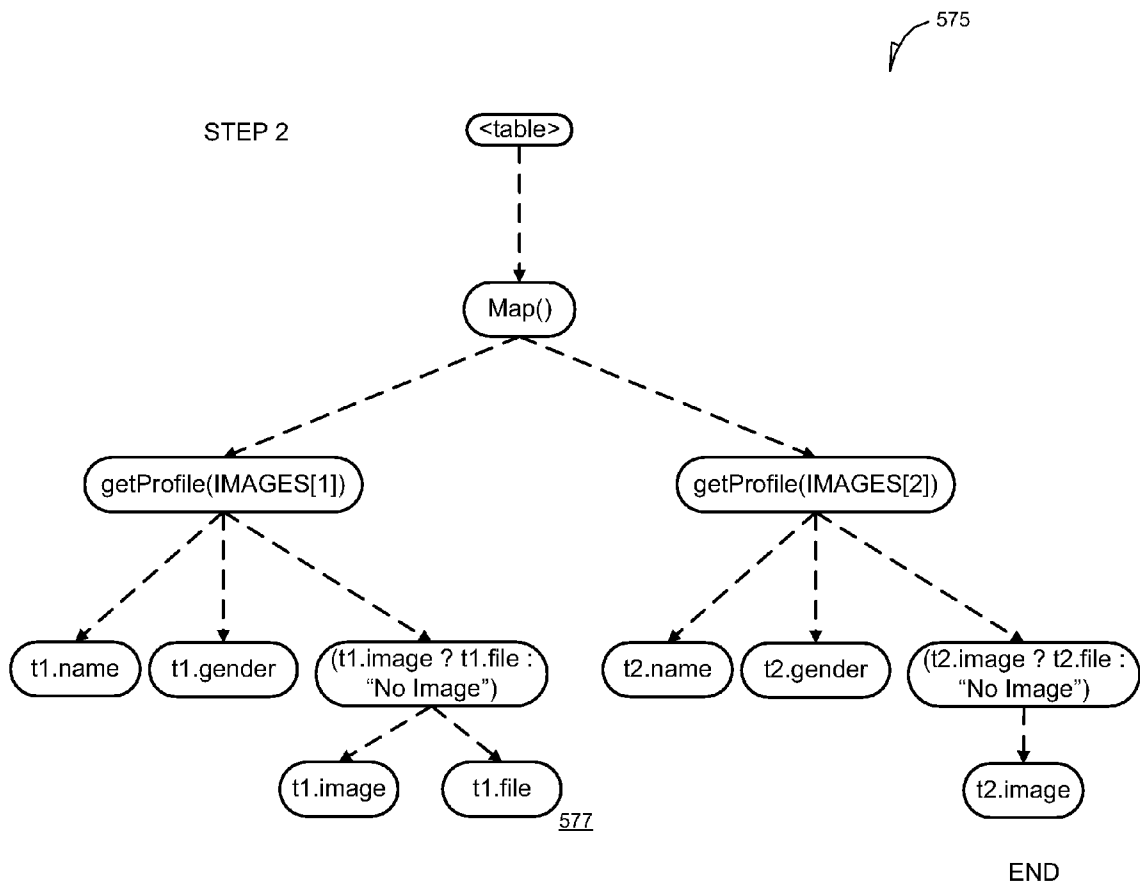 575
STEP 2
<table>
Map()
getProfile(IMAGES[1])
getProfile(IMAGES[2])
t1.name
t1.gender
(t1.image ? t1.file :
“No Image”)
t2.name
t2.gender
(t2.image ? t2.file :
“No Image”)
t1.image
t1.file
t2.image
577
END